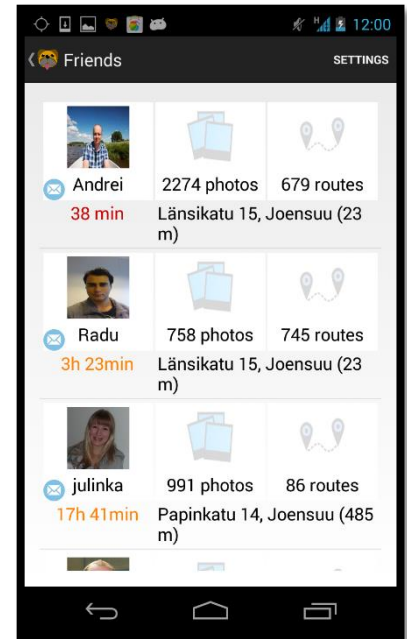 H 12:00
Friends SETTINGS
Andrei 2274 photos 679 routes
38 min Länsikatu 15, Joensuu (23
m)
Radu 758 photos 745 routes
3h 23min Länsikatu 15, Joensuu (23
m)
julinka 991 photos 86 routes
17h 41min Papinkatu 14, Joensuu (485
m)